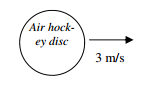 Air hock-
ey disc
3 m/s